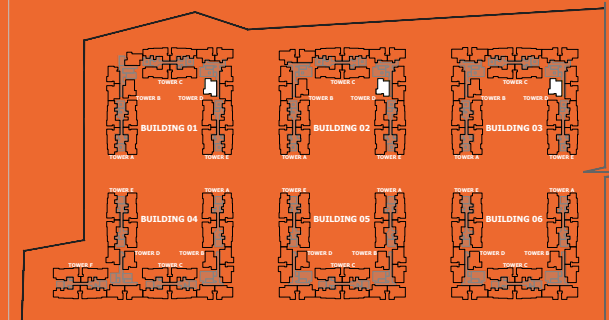 TOWER C TOWER C TOWER C
TOWER B TOWER D TOWER B TOWER D TOWER B TOWER D
BUILDING 01 BUILDING 02 BUILDING 03
TOWER A TOWER E TOWER A TOWER E TOWER A TOWER E
TOWER E TOWER A TOWER E TOWER A TOWER E TOWER A
BUILDING 04 BUILDING 05 BUILDING 06
TOWER D TOWER B TOWER D TOWER B TOWER D TOWER B
TOWER F TOWER C TOWER C TOWER C